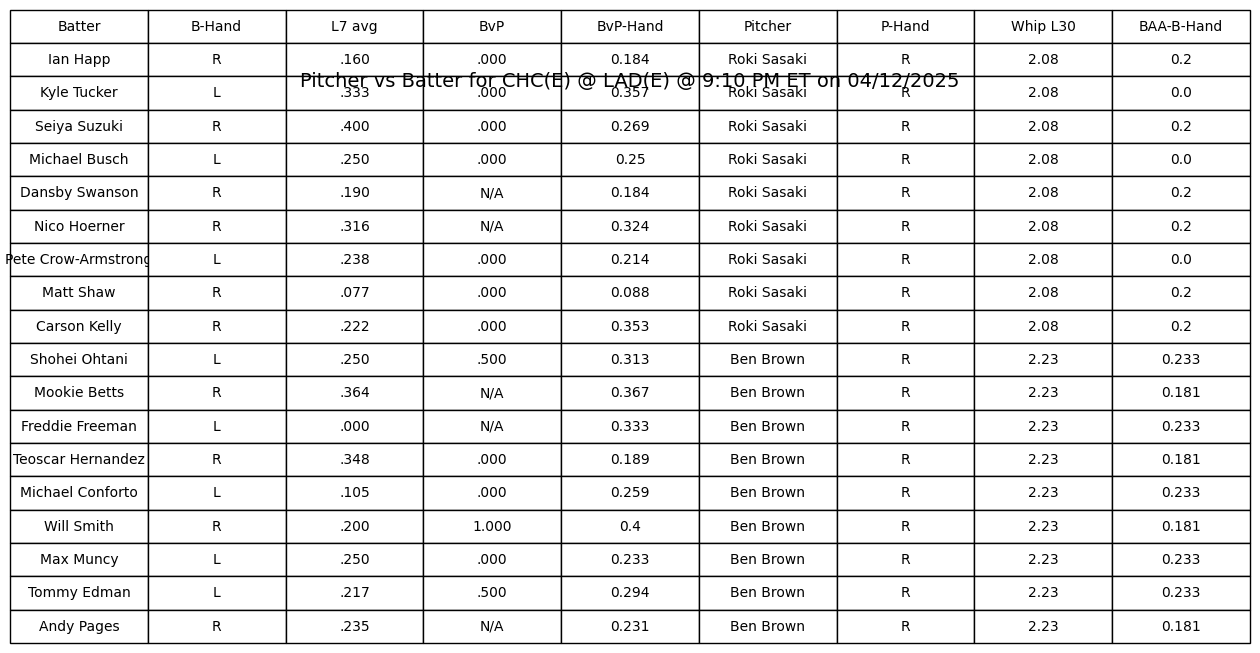 Batter B-Hand L7 avg BvP BvP-Hand Pitcher P-Hand Whip L30 BAA-B-Hand
Ian Happ R .160 .000 0.184 Roki Sasaki R 2.08 0.2
Pitcher vs Batter for CHC(E) @ LAD(E) @ 9:10 PM ET on 04/12/2025
Kyle Tucker L .333 .000 0.357 Roki Sasaki R 2.08 0.0
Seiya Suzuki R .400 .000 0.269 Roki Sasaki R 2.08 0.2
Michael Busch L .250 .000 0.25 Roki Sasaki R 2.08 0.0
Dansby Swanson R .190 N/A 0.184 Roki Sasaki R 2.08 0.2
Nico Hoerner R .316 N/A 0.324 Roki Sasaki R 2.08 0.2
Pete Crow-Armstrong L .238 .000 0.214 Roki Sasaki R 2.08 0.0
Matt Shaw R .077 .000 0.088 Roki Sasaki R 2.08 0.2
Carson Kelly R .222 .000 0.353 Roki Sasaki R 2.08 0.2
Shohei Ohtani L .250 .500 0.313 Ben Brown R 2.23 0.233
Mookie Betts R .364 N/A 0.367 Ben Brown R 2.23 0.181
Freddie Freeman L .000 N/A 0.333 Ben Brown R 2.23 0.233
Teoscar Hernandez R .348 .000 0.189 Ben Brown R 2.23 0.181
Michael Conforto L .105 .000 0.259 Ben Brown R 2.23 0.233
Will Smith R .200 1.000 0.4 Ben Brown R 2.23 0.181
Max Muncy L .250 .000 0.233 Ben Brown R 2.23 0.233
Tommy Edman L .217 .500 0.294 Ben Brown R 2.23 0.233
Andy Pages R .235 N/A 0.231 Ben Brown R 2.23 0.181